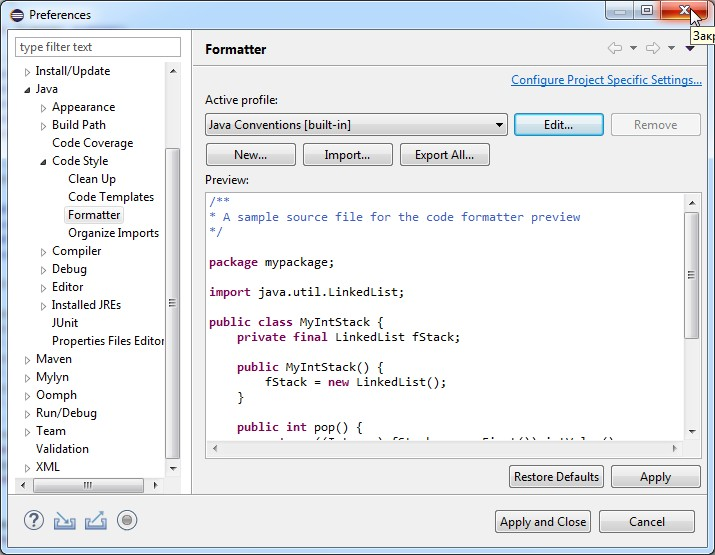 Preferences
Закр
type filter text
Install/Update
Java
Appearance
Build Path
Code Coverage
Code Style
Clean Up
Code Templates
Formatter
Organize Imports
Compiler
Debug
Editor
Installed JREs
JUnit
Properties Files Editor
Maven
Mylyn
Oomph
Run/Debug
Team
Validation
XML
Formatter
Configure Project Specific Settings...
Active profile:
Java Conventions [built-in]
Edit...
Remove
New...
Import...
Export All...
Preview:
/**
* A sample source file for the code formatter preview
*/
package mypackage;
import java.util.LinkedList;
public class MyIntStack {
private final LinkedList fStack;
public MyIntStack() {
fStack = new LinkedList();
}
public int pop() {
Restore Defaults
Apply
Apply and Close
Cancel